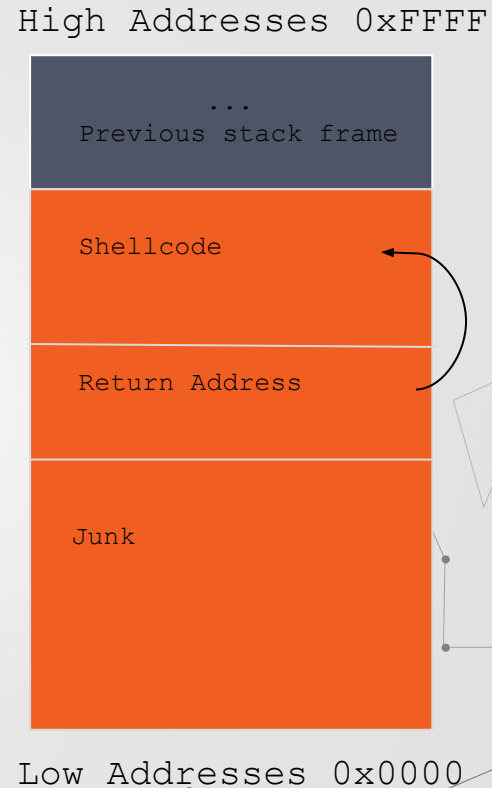 High Addresses 0xFFFF
...
Previous stack frame
Shellcode
Return Address
Junk
Low Addresses 0x0000